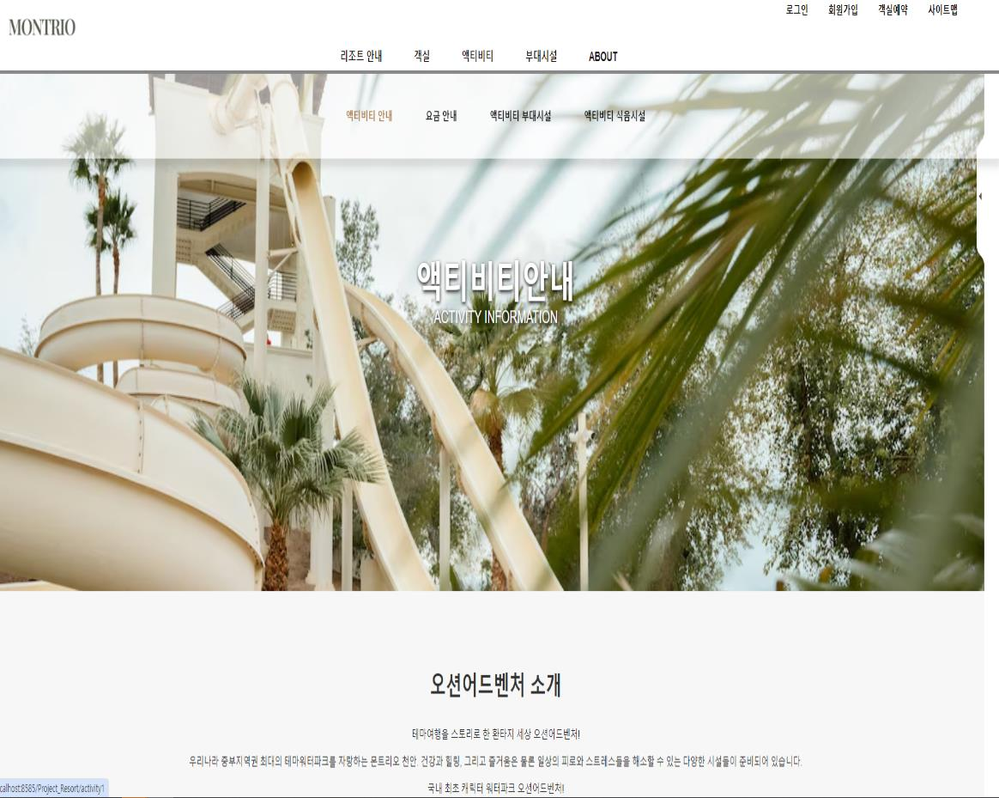 로그인 회원가입 객실예약 사이트맵
MONTRIO
리조트 안내 객실 액티비티 부대시설 ABOUT
액티비티 안내 요금 안내 액티비티 부대시설 액티비티 식음시설
액티비티안내
ACTIVITY INFORMATION
오션어드벤처 소개
테마여행을 스토리로 한 환타지 세상 오션어드벤처!
우리나라 중부지역권 최대의 테마워터파크를 자랑하는 몬트리오 천안. 건강과 힐링, 그리고 즐거움은 물론 일상의 피로와 스트레스들을 해소할 수 있는 다양한 시설들이 준비되어 있습니다.
국내 최초 캐릭터 워터파크 오션어드벤처!
calhost:8585/Project_Resort/activity1